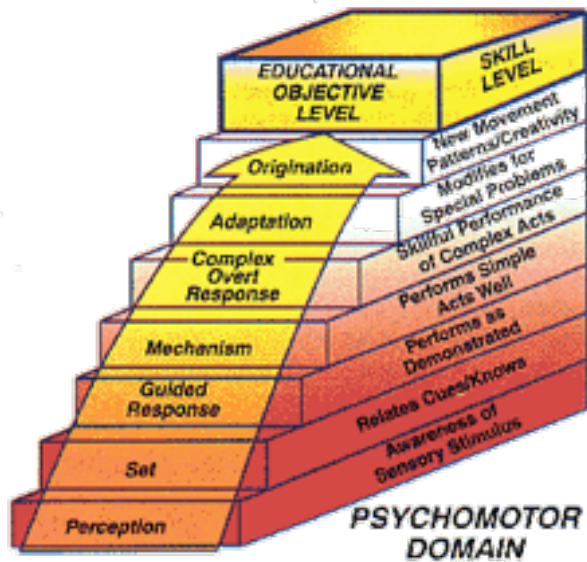 EDUCATIONAL
OBJECTIVE
LEVEL
SKILL
LEVEL
Origination
New Movement
Patterns/Creativity
Adaptation
Modifies for
Special Problems
Complex
Overt
Response
Skillful Performance
of Complex Acts
Mechanism
Performs Simple
Acts Well
Guided
Response
Performs as
Demonstrated
Set
Relates Cues/Knows
Perception
Awareness of
Sensory Stimulus
PSYCHOMOTOR
DOMAIN